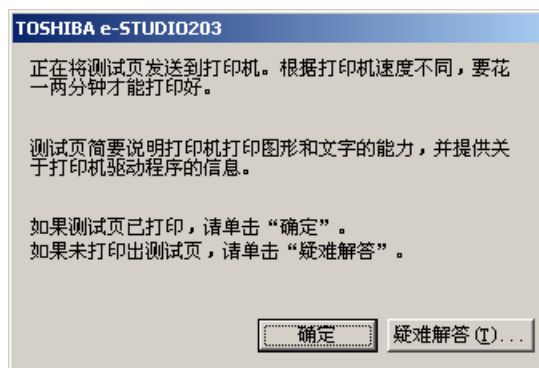 TOSHIBA e-STUDIO203
正在将测试页发送到打印机。根据打印机速度不同，要花
一两分钟才能打印好。
测试页简要说明打印机打印图形和文字的能力，并提供关
于打印机驱动程序的信息。
如果测试页已打印，请单击“确定”。
如果未打印出测试页，请单击“疑难解答”。
确定
疑难解答(T)...